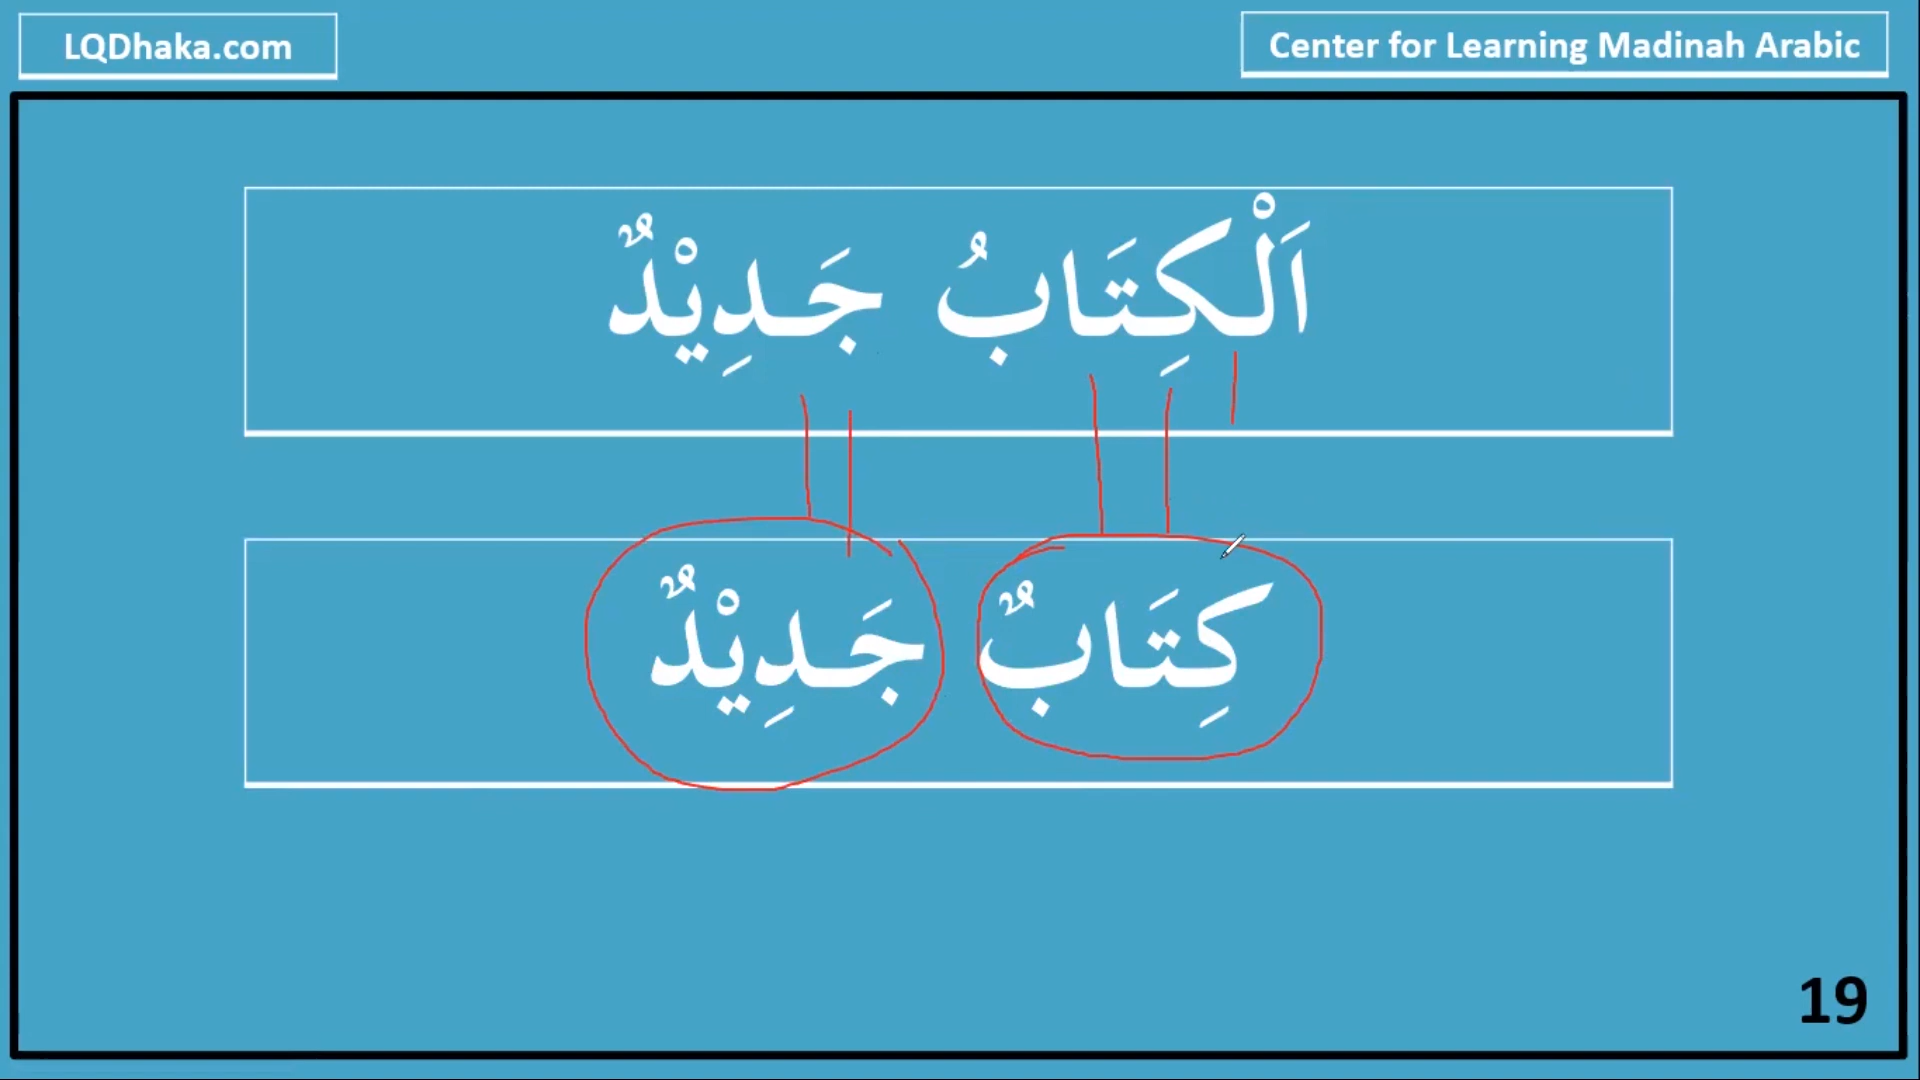 LQDhaka.com
Center for Learning Madinah Arabic
اَلْكِتَابُ جَدِيْدٌ
كِتَابٌ جَدِيْدٌ
19